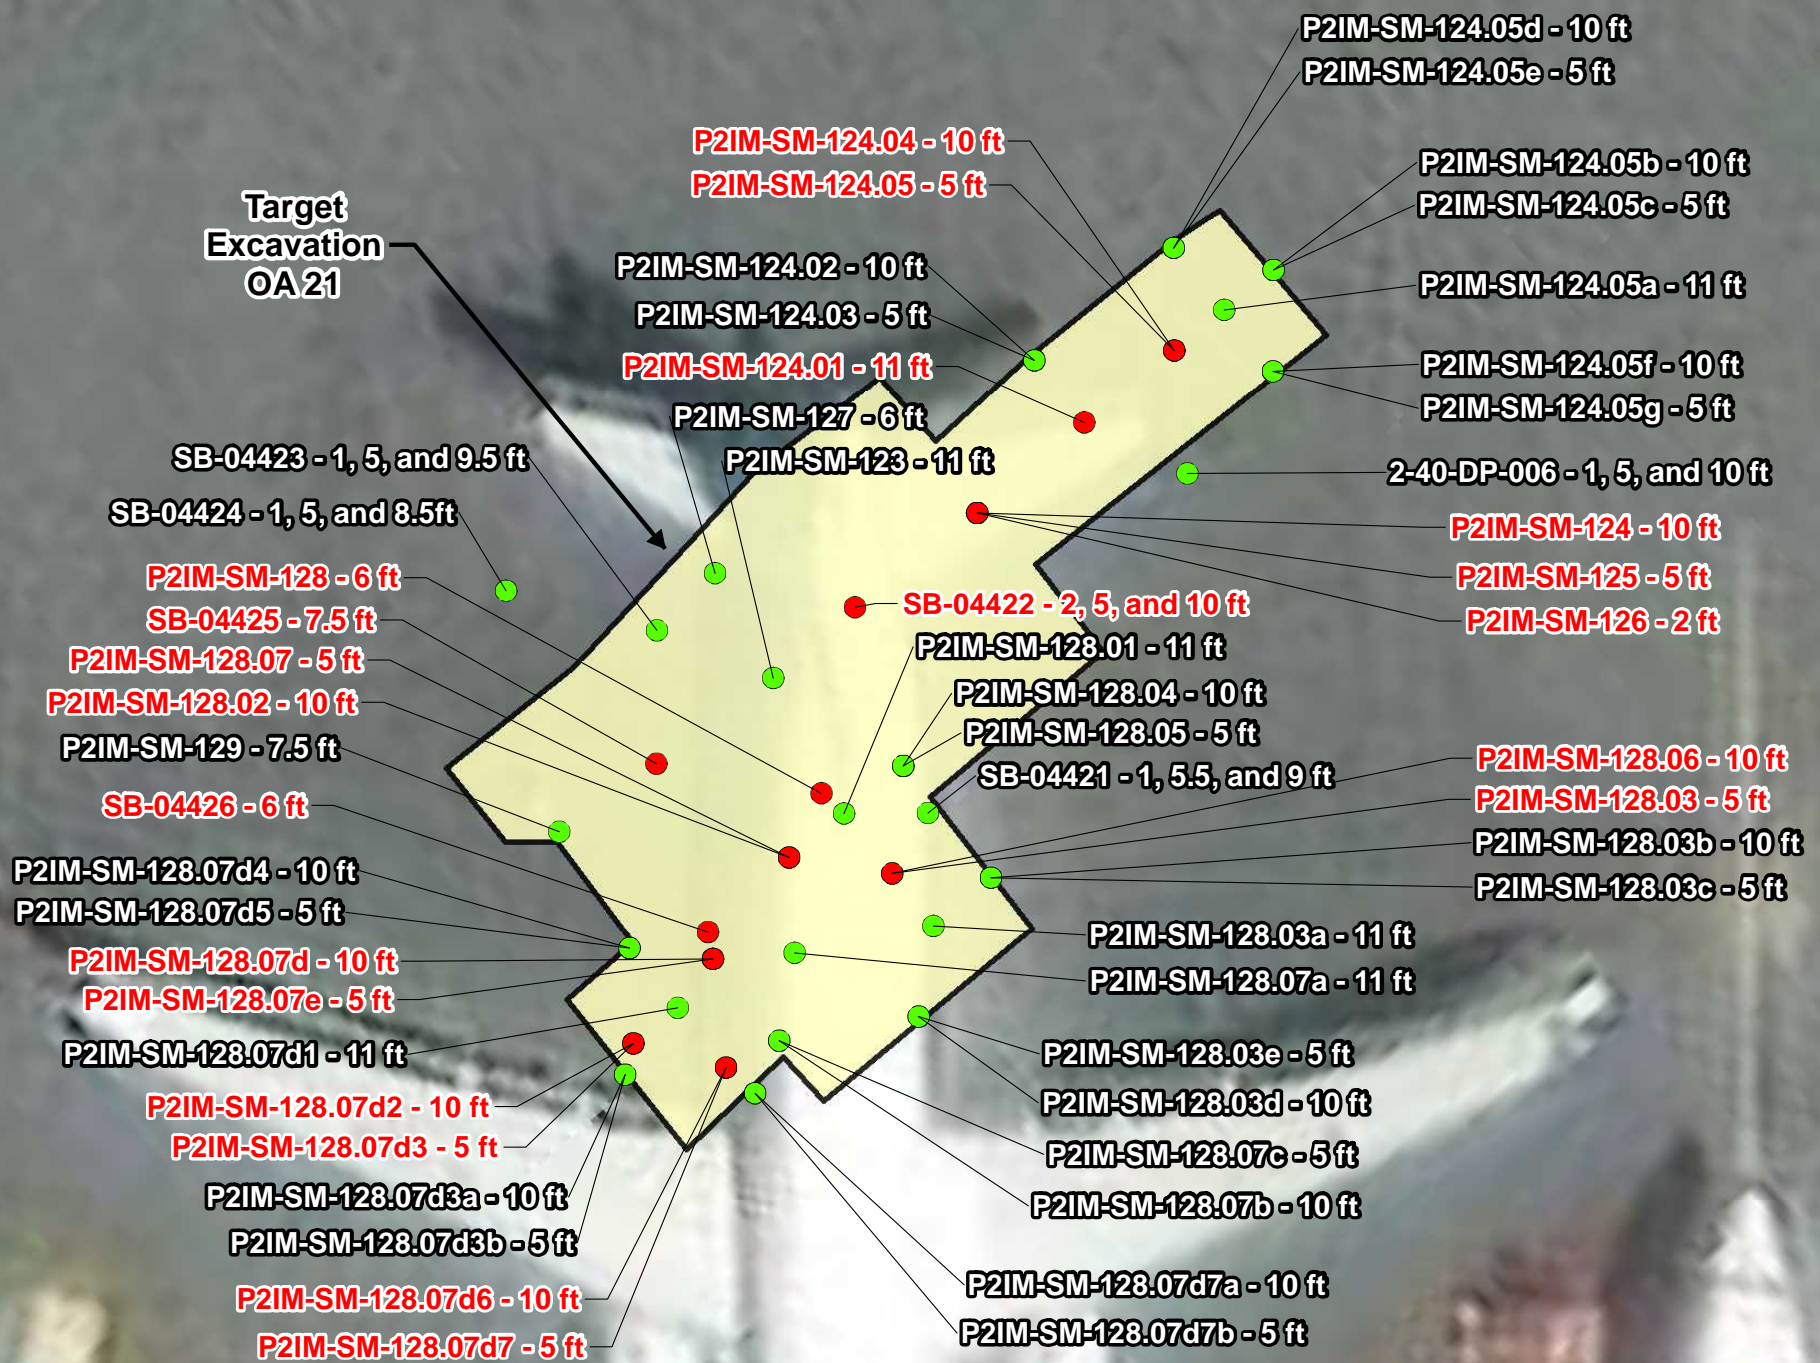 P2IM-SM-124.05d - 10 ft
P2IM-SM-124.05e - 5 ft
P2IM-SM-124.04 - 10 ft
P2IM-SM-124.05 - 5 ft
P2IM-SM-124.05b - 10 ft
P2IM-SM-124.05c - 5 ft
Target
Excavation
OA 21
P2IM-SM-124.02 - 10 ft
P2IM-SM-124.03 - 5 ft
P2IM-SM-124.05a - 11 ft
P2IM-SM-124.01 - 11 ft
P2IM-SM-124.05f - 10 ft
P2IM-SM-124.05g - 5 ft
P2IM-SM-127 - 6 ft
P2IM-SM-123 - 11 ft
SB-04423 - 1, 5, and 9.5 ft
2-40-DP-006 - 1, 5, and 10 ft
SB-04424 - 1, 5, and 8.5ft
P2IM-SM-124 - 10 ft
P2IM-SM-128 - 6 ft
P2IM-SM-125 - 5 ft
SB-04422 - 2, 5, and 10 ft
SB-04425 - 7.5 ft
P2IM-SM-126 - 2 ft
P2IM-SM-128.01 - 11 ft
P2IM-SM-128.07 - 5 ft
P2IM-SM-128.04 - 10 ft
P2IM-SM-128.02 - 10 ft
P2IM-SM-128.05 - 5 ft
P2IM-SM-129 - 7.5 ft
SB-04421 - 1, 5.5, and 9 ft
P2IM-SM-128.06 - 10 ft
SB-04426 - 6 ft
P2IM-SM-128.03 - 5 ft
P2IM-SM-128.03b - 10 ft
P2IM-SM-128.07d4 - 10 ft
P2IM-SM-128.03c - 5 ft
P2IM-SM-128.07d5 - 5 ft
P2IM-SM-128.03a - 11 ft
P2IM-SM-128.07d - 10 ft
P2IM-SM-128.07a - 11 ft
P2IM-SM-128.07e - 5 ft
P2IM-SM-128.07d1 - 11 ft
P2IM-SM-128.03e - 5 ft
P2IM-SM-128.07d2 - 10 ft
P2IM-SM-128.03d - 10 ft
P2IM-SM-128.07d3 - 5 ft
P2IM-SM-128.07c - 5 ft
P2IM-SM-128.07d3a - 10 ft
P2IM-SM-128.07b - 10 ft
P2IM-SM-128.07d3b - 5 ft
P2IM-SM-128.07d7a - 10 ft
P2IM-SM-128.07d6 - 10 ft
P2IM-SM-128.07d7b - 5 ft
P2IM-SM-128.07d7 - 5 ft